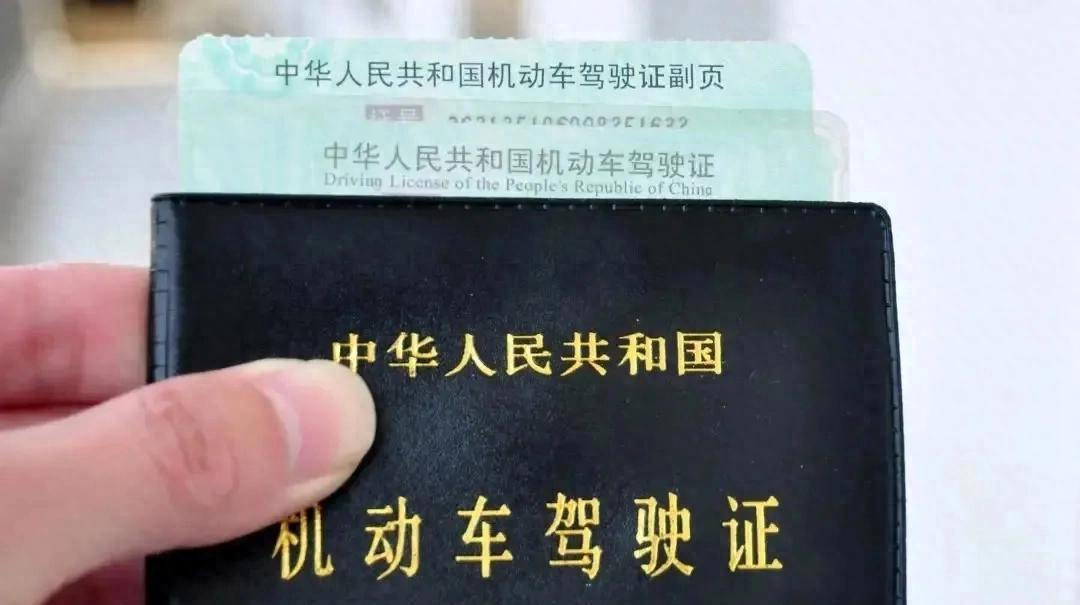 中华人民共和国机动车驾驶证副页
证号
中华人民共和国机动车驾驶证
Driving License of the People's Republic of China
中华人民共和国
机动车驾驶证